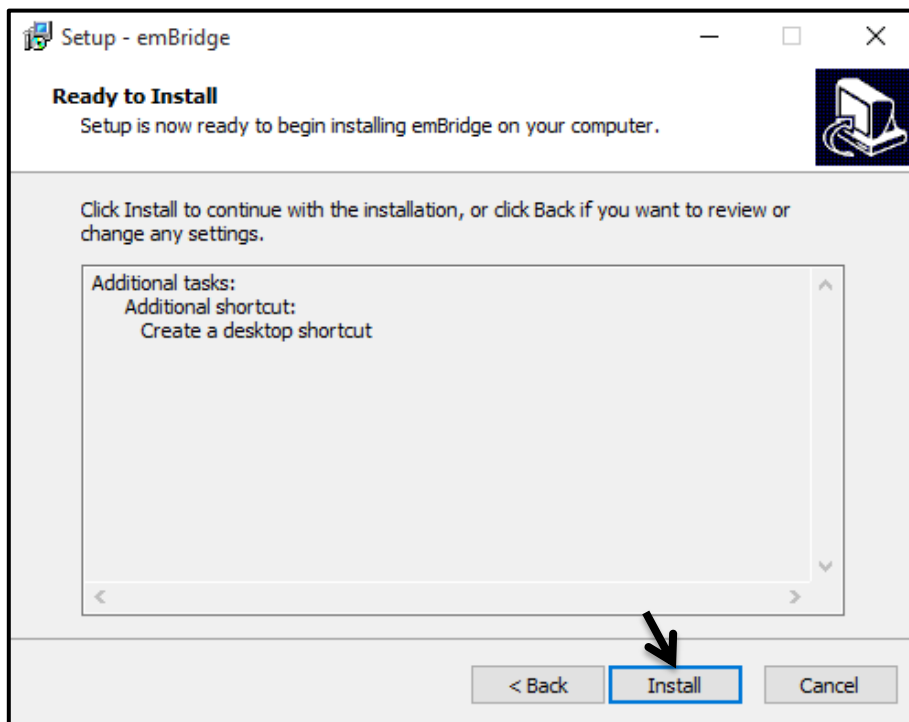 Setup - emBridge
Ready to Install
Setup is now ready to begin installing emBridge on your computer.
Click Install to continue with the installation, or click Back if you want to review or
change any settings.
Additional tasks:
Additional shortcut:
Create a desktop shortcut
< Back Install Cancel